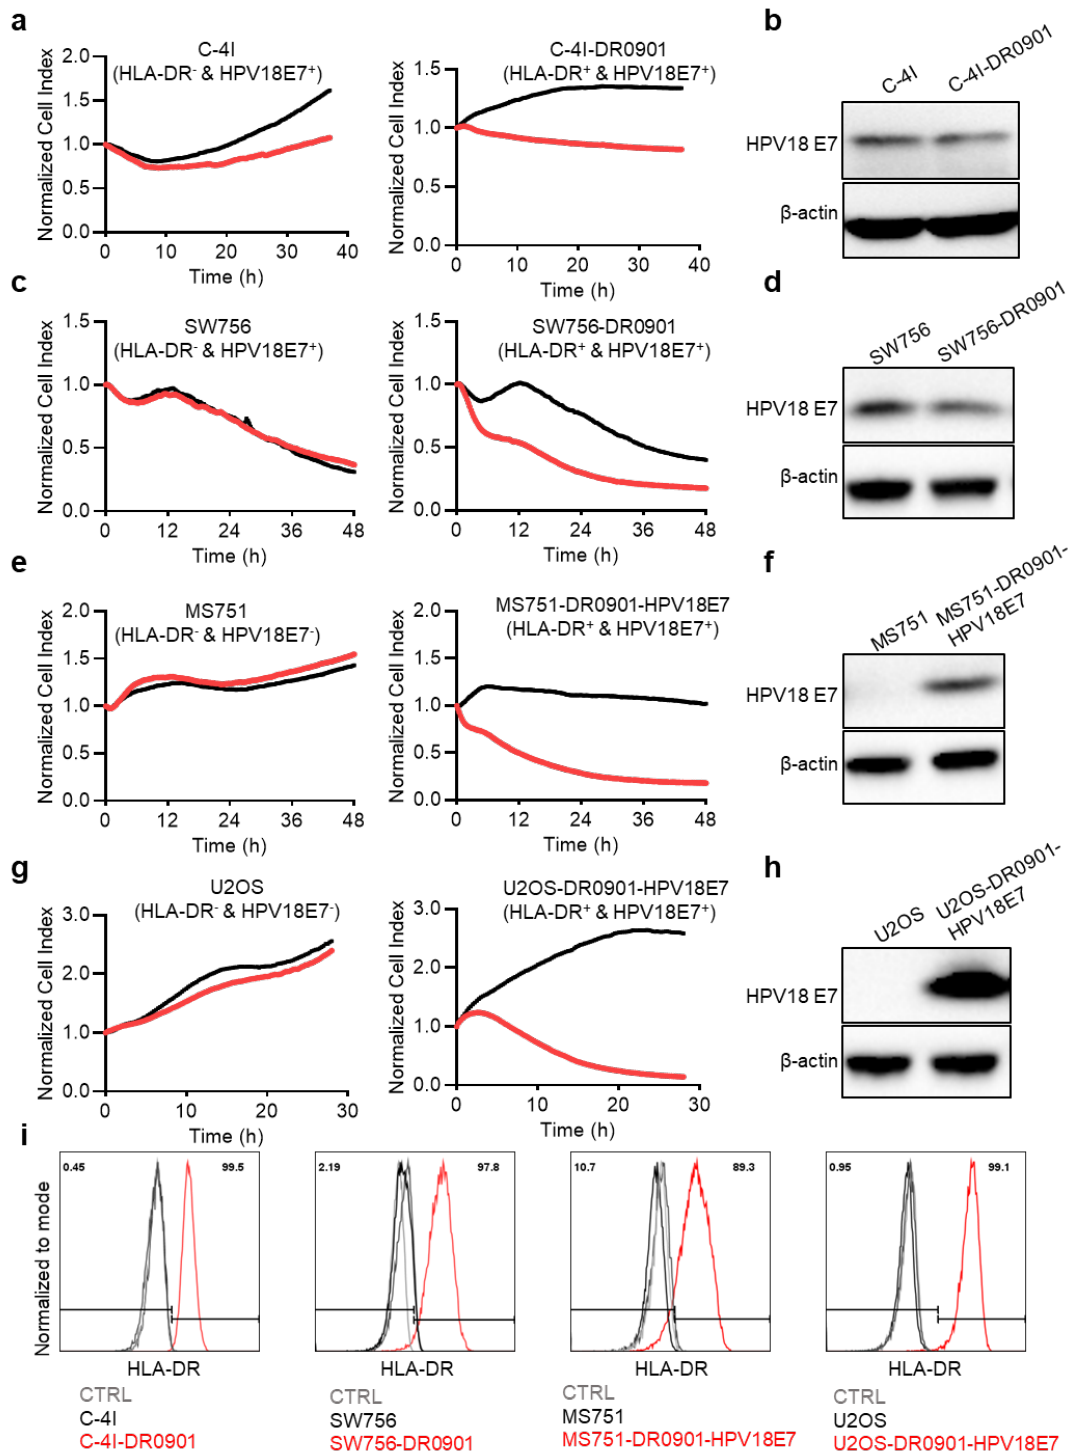 a
C-4I
(HLA-DR⁻ & HPV18E7⁺)
Normalized Cell Index
2.0
1.5
1.0
0.5
0.0
0 10 20 30 40
Time (h)
C-4I-DR0901
(HLA-DR⁺ & HPV18E7⁺)
Normalized Cell Index
1.5
1.0
0.5
0.0
0 10 20 30 40
Time (h)
b
C-4I
C-4I-DR0901
HPV18 E7
β-actin
c
SW756
(HLA-DR⁻ & HPV18E7⁺)
Normalized Cell Index
1.5
1.0
0.5
0.0
0 12 24 36 48
Time (h)
SW756-DR0901
(HLA-DR⁺ & HPV18E7⁺)
Normalized Cell Index
1.5
1.0
0.5
0.0
0 12 24 36 48
Time (h)
d
SW756
SW756-DR0901
HPV18 E7
β-actin
e
MS751
(HLA-DR⁻ & HPV18E7⁻)
Normalized Cell Index
2.0
1.5
1.0
0.5
0.0
0 12 24 36 48
Time (h)
MS751-DR0901-HPV18E7
(HLA-DR⁺ & HPV18E7⁺)
Normalized Cell Index
2.0
1.5
1.0
0.5
0.0
0 12 24 36 48
Time (h)
f
MS751
MS751-DR0901-
HPV18E7
HPV18 E7
β-actin
g
U2OS
(HLA-DR⁻ & HPV18E7⁻)
Normalized Cell Index
3.0
2.0
1.0
0.0
0 10 20 30
Time (h)
U2OS-DR0901-HPV18E7
(HLA-DR⁺ & HPV18E7⁺)
Normalized Cell Index
3.0
2.0
1.0
0.0
0 10 20 30
Time (h)
h
U2OS
U2OS-DR0901-
HPV18E7
HPV18 E7
β-actin
i
Normalized to mode
0.45 99.5
HLA-DR
CTRL
C-4I
C-4I-DR0901
2.19 97.8
HLA-DR
CTRL
SW756
SW756-DR0901
10.7 89.3
HLA-DR
CTRL
MS751
MS751-DR0901-HPV18E7
0.95 99.1
HLA-DR
CTRL
U2OS
U2OS-DR0901-HPV18E7